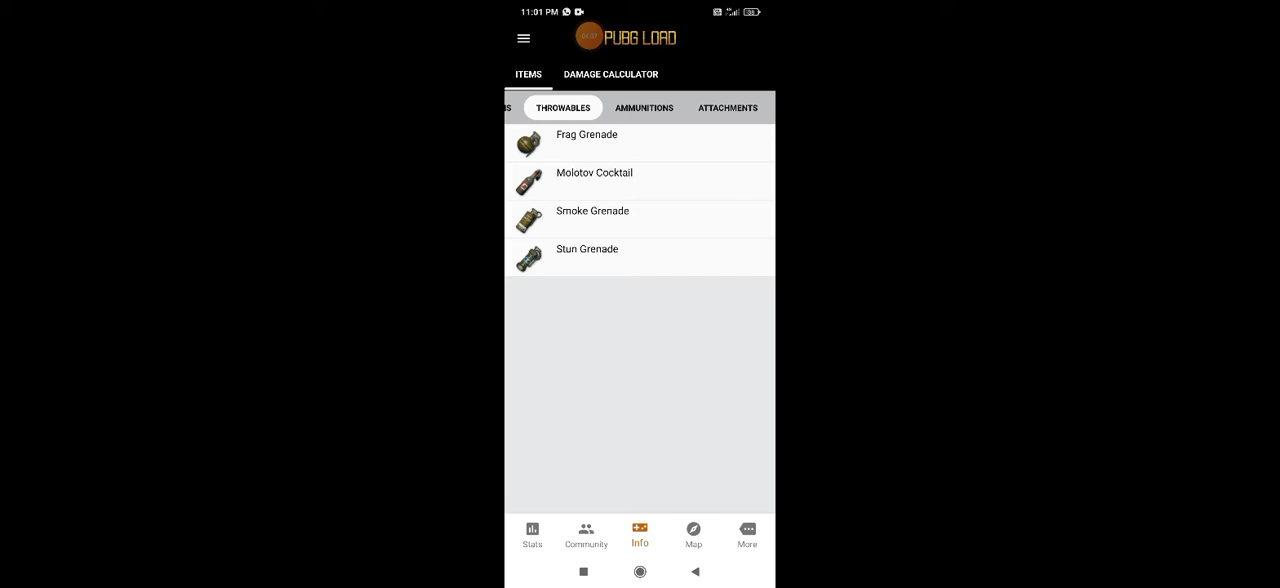 11:01 PM
PUBG LOAD
ITEMS DAMAGE CALCULATOR
THROWABLES AMMUNITIONS ATTACHMENTS
Frag Grenade
Molotov Cocktail
Smoke Grenade
Stun Grenade
Stats Community Info Map More